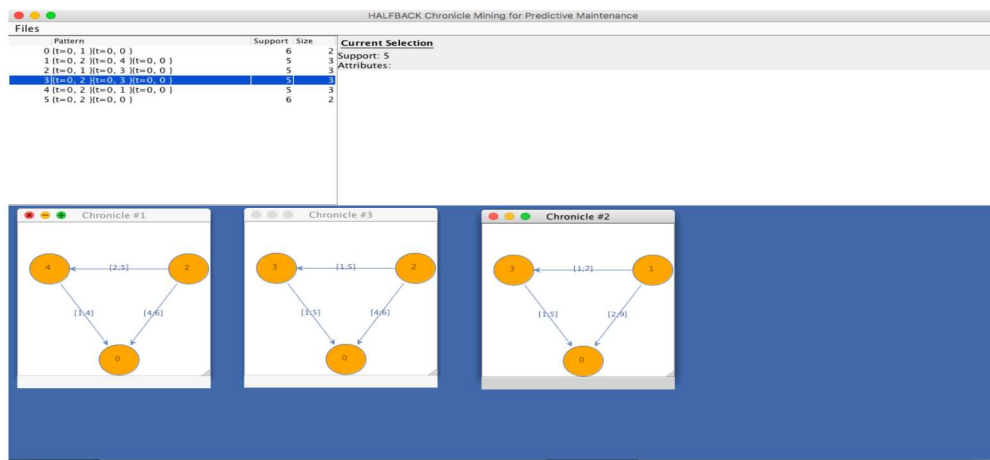 HALFBACK Chronicle Mining for Predictive Maintenance
Files
Pattern Support Size
0 {t=0, 1 }{t=0, 0 } 6 2
1 {t=0, 2 }{t=0, 4 }{t=0, 0 } 5 3
2 {t=0, 1 }{t=0, 3 }{t=0, 0 } 5 3
3 {t=0, 2 }{t=0, 3 }{t=0, 0 } 5 3
4 {t=0, 2 }{t=0, 1 }{t=0, 0 } 5 3
5 {t=0, 2 }{t=0, 0 } 6 2
Current Selection
Support: 5
Attributes:
Chronicle #1
4 [2;5] 2
[1;4] [4;6]
0
Chronicle #3
3 [1;5] 2
[1;5] [4;6]
0
Chronicle #2
3 [1;7] 1
[1;5] [2;9]
0